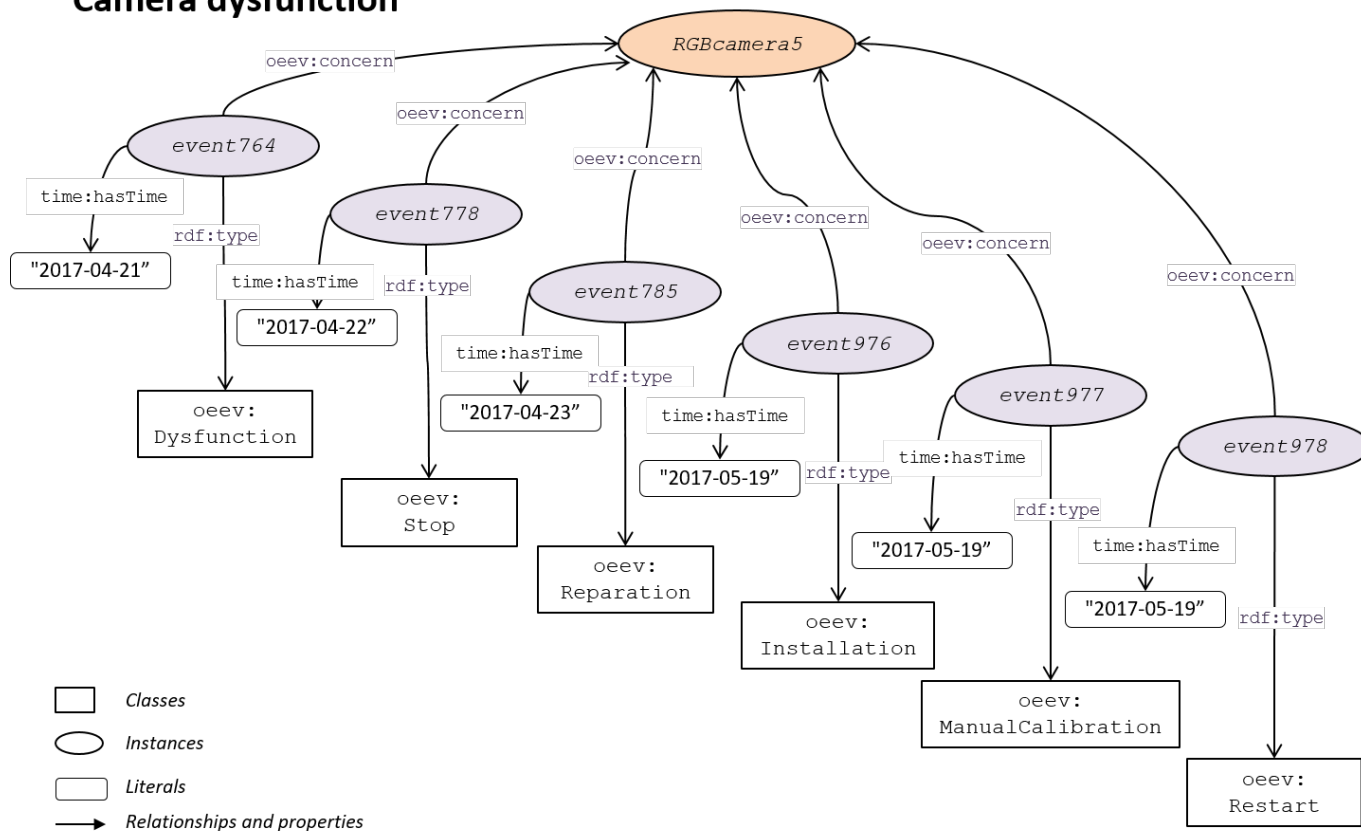 Camera dysfunction
RGBcamera5
oeev:concern
oeev:concern
event764
oeev:concern
time:hasTime
event778
oeev:concern
rdf:type
oeev:concern
"2017-04-21”
time:hasTime
rdf:type
event785
oeev:concern
"2017-04-22”
event976
time:hasTime
rdf:type
event977
"2017-04-23”
time:hasTime
oeev:
Dysfunction
event978
time:hasTime
rdf:type
"2017-05-19”
oeev:
Stop
rdf:type
"2017-05-19”
time:hasTime
oeev:
Reparation
"2017-05-19”
rdf:type
oeev:
Installation
oeev:
ManualCalibration
oeev:
Restart
Classes
Instances
Literals
Relationships and properties